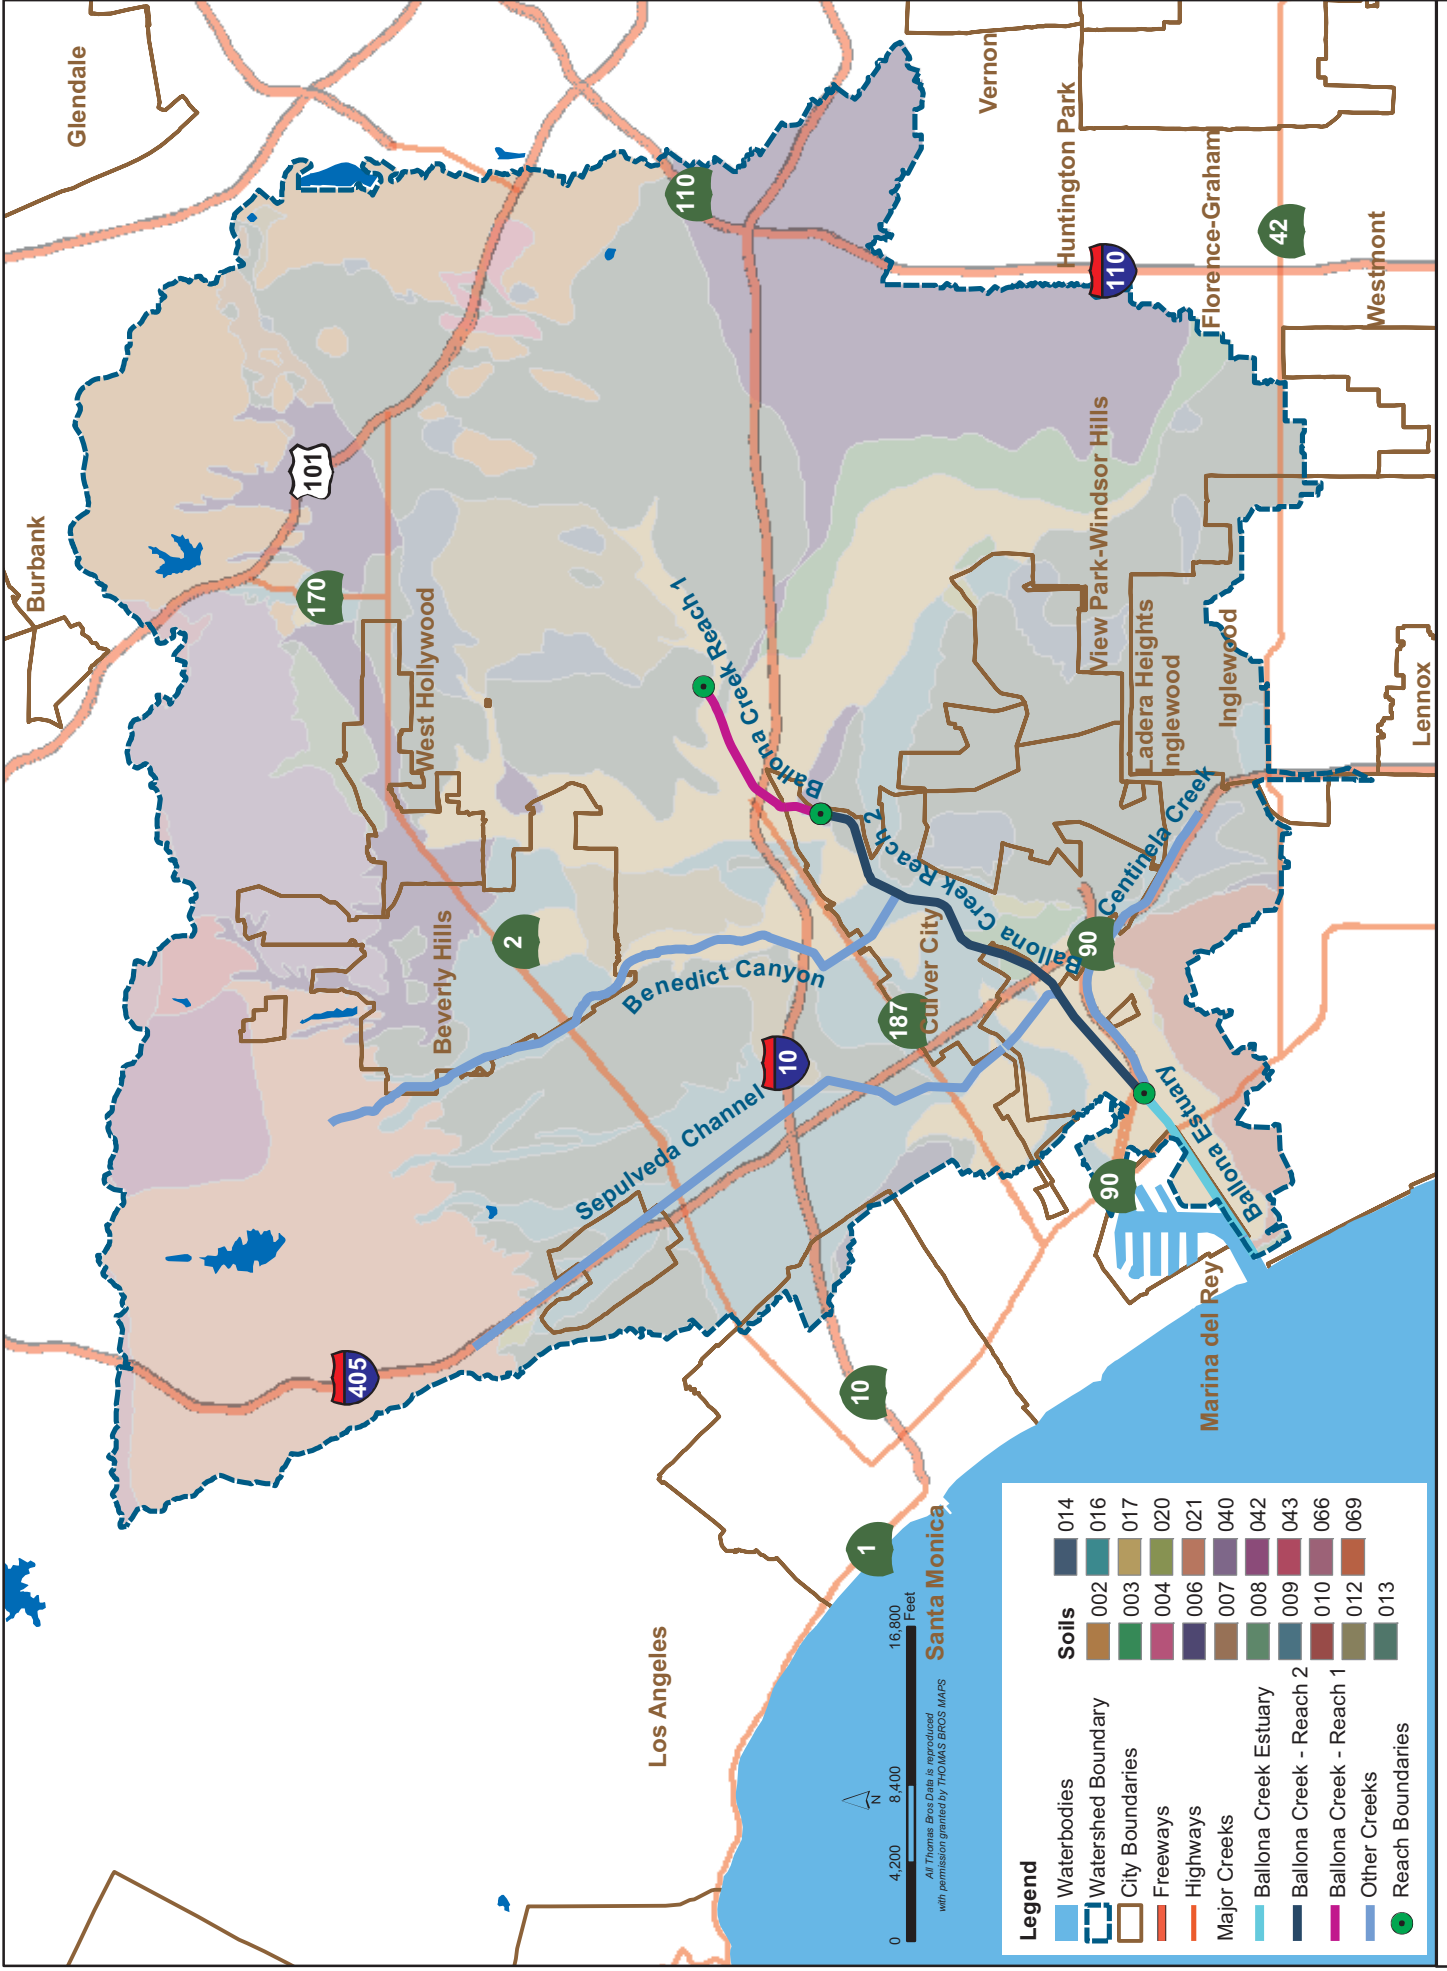 Glendale
Burbank
Vernon
Huntington Park
Florence-Graham
Westmont
110
110
42
101
170
West Hollywood
Ballona Creek Reach 1
View Park-Windsor Hills
Ladera Heights
Inglewood
Inglewood
Lennox
Beverly Hills
2
Benedict Canyon
Ballona Creek Reach 2
Culver City
Centinela Creek
90
187
10
Sepulveda Channel
90
Ballona Estuary
Marina del Rey
405
10
1
Santa Monica
Los Angeles
N
0 4,200 8,400 16,800
Feet
All Thomas Bros Data is reproduced
with permission granted by THOMAS BROS MAPS
Legend
Waterbodies
Watershed Boundary
City Boundaries
Freeways
Highways
Major Creeks
Ballona Creek Estuary
Ballona Creek - Reach 2
Ballona Creek - Reach 1
Other Creeks
Reach Boundaries
Soils
002
003
004
006
007
008
009
010
012
013
014
016
017
020
021
040
042
043
066
069